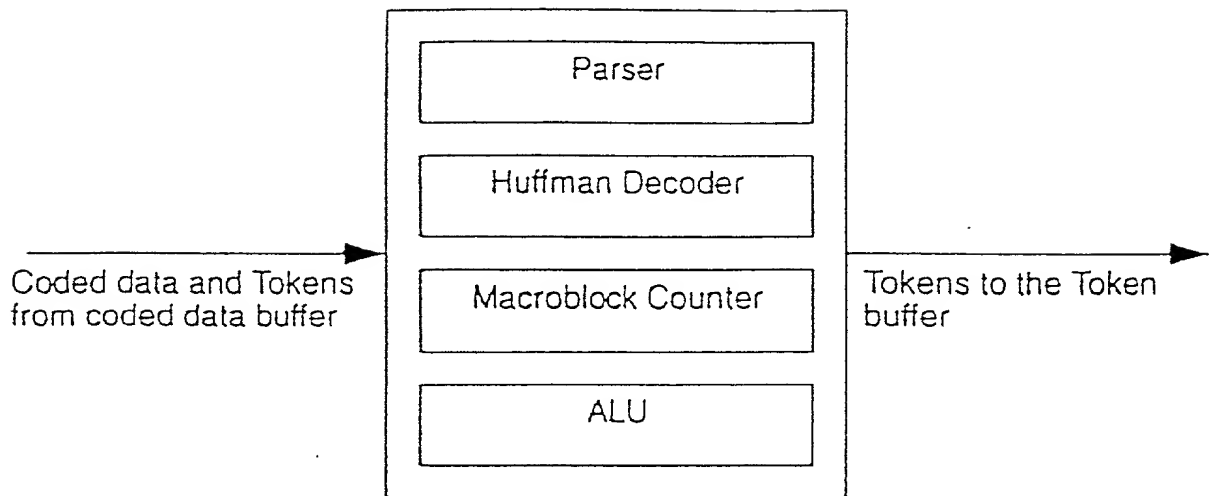 Parser
Huffman Decoder
Macroblock Counter
ALU
Coded data and Tokens
from coded data buffer
Tokens to the Token
buffer